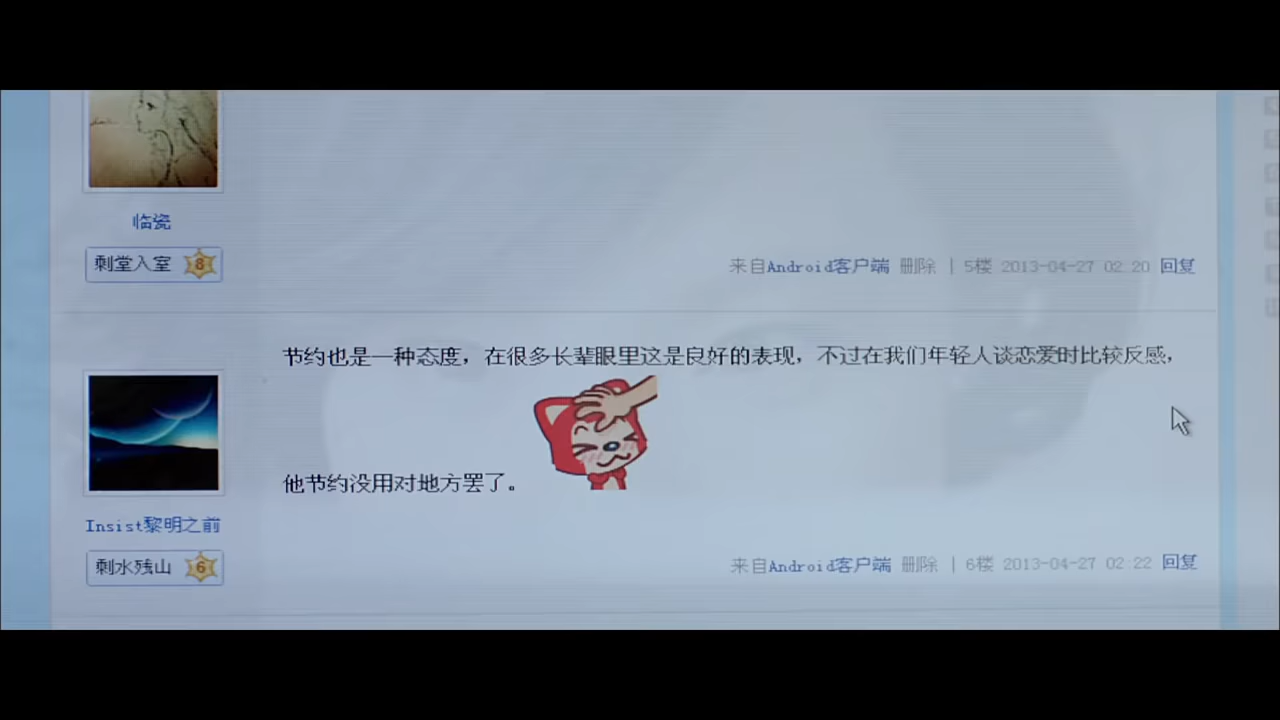 临瓷
剩堂入室 8
来自Android客户端 删除 | 5楼 2013-04-27 02:20 回复
节约也是一种态度，在很多长辈眼里这是良好的表现，不过在我们年轻人谈恋爱时比较反感，
他节约没用对地方罢了。
Insist黎明之前
剩水残山 6
来自Android客户端 删除 | 6楼 2013-04-27 02:22 回复